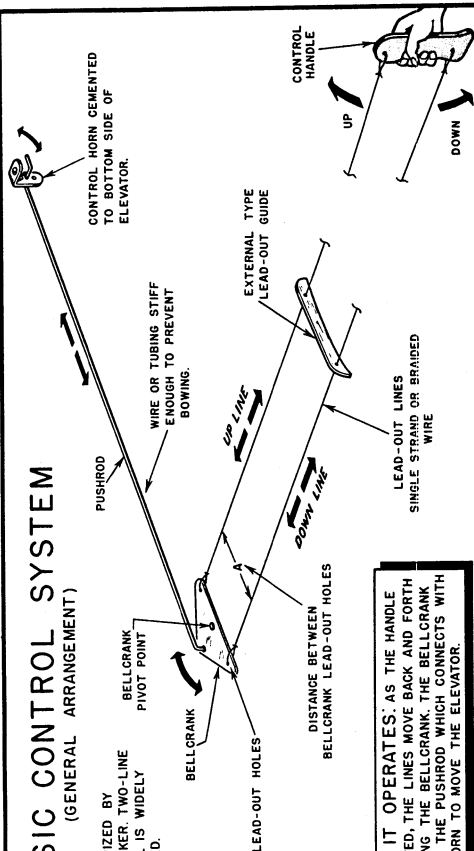 SIC CONTROL SYSTEM
(GENERAL ARRANGEMENT)
IZED BY
KER. TWO-LINE
IS WIDELY
D.
CONTROL HORN CEMENTED
TO BOTTOM SIDE OF
ELEVATOR.
PUSHROD
WIRE OR TUBING STIFF
ENOUGH TO PREVENT
BOWING.
BELLCRANK
PIVOT POINT
BELLCRANK
LEAD-OUT HOLES
UP LINE
DOWN LINE
A
DISTANCE BETWEEN
BELLCRANK LEAD-OUT HOLES
EXTERNAL TYPE
LEAD-OUT GUIDE
LEAD-OUT LINES
SINGLE STRAND OR BRAIDED
WIRE
CONTROL
HANDLE
UP
DOWN
IT OPERATES: AS THE HANDLE
ED, THE LINES MOVE BACK AND FORTH
NG THE BELLCRANK. THE BELLCRANK
THE PUSHROD WHICH CONNECTS WITH
ORN TO MOVE THE ELEVATOR.